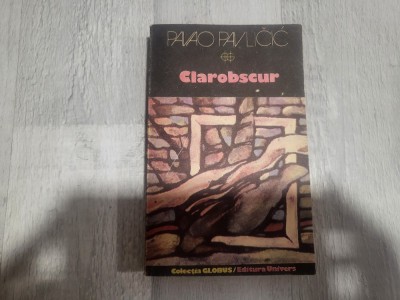 PAVAO PAVLIČIĆ
Clarobscur
Colecția GLOBUS/Editura Univers